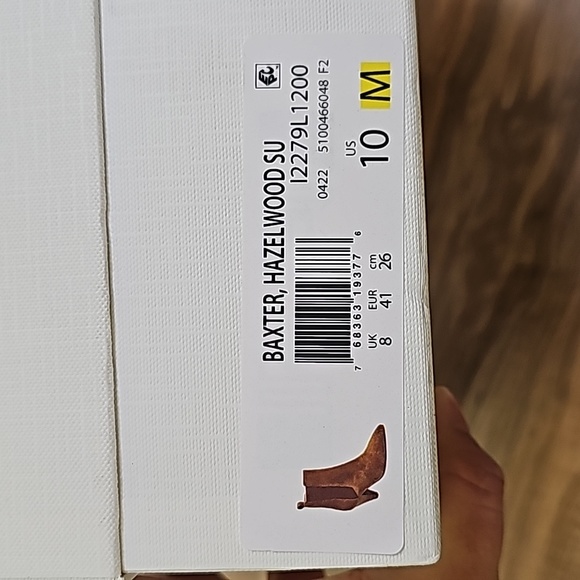 BAXTER, HAZELWOOD SU
I2279L1200
0422 5100466048 F2
7 68363 19377 6
UK EUR cm US
8 41 26 10 M